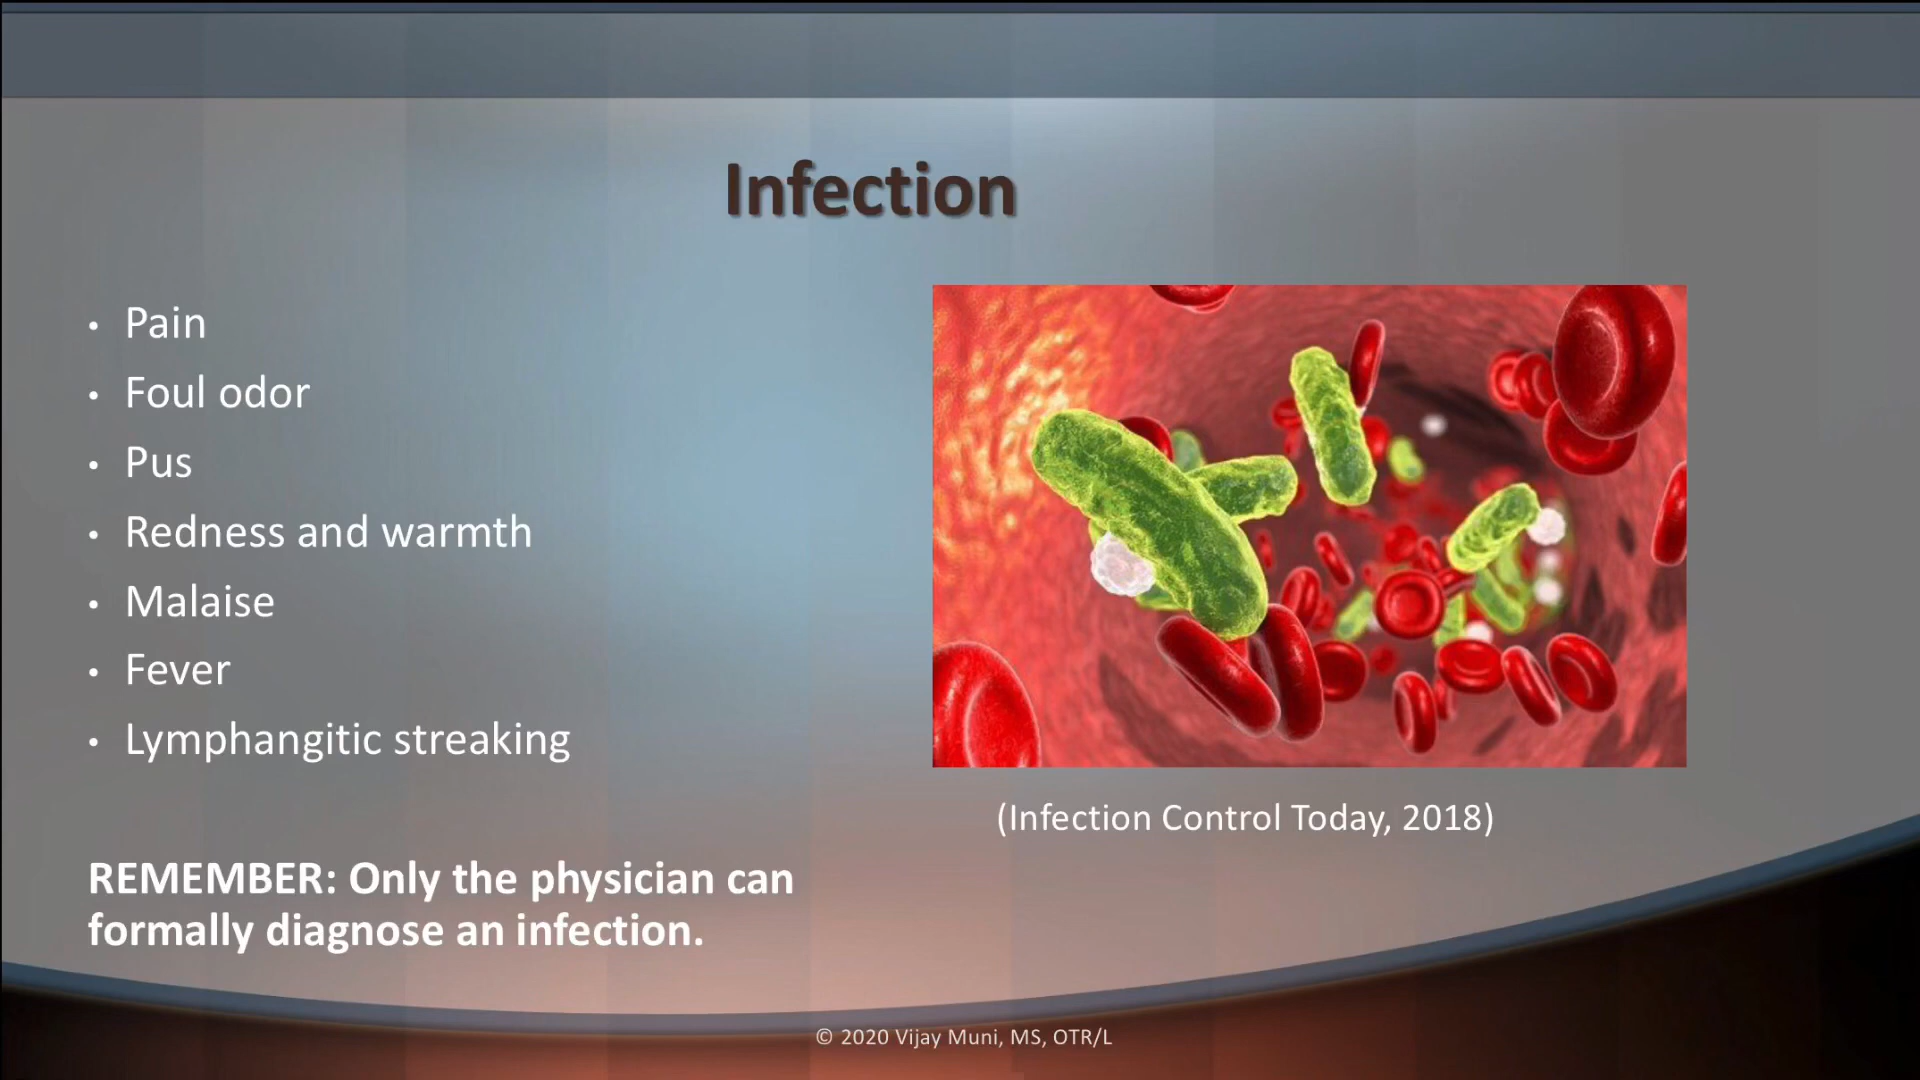 Infection
• Pain
• Foul odor
• Pus
• Redness and warmth
• Malaise
• Fever
• Lymphangitic streaking
REMEMBER: Only the physician can
formally diagnose an infection.
(Infection Control Today, 2018)
© 2020 Vijay Muni, MS, OTR/L